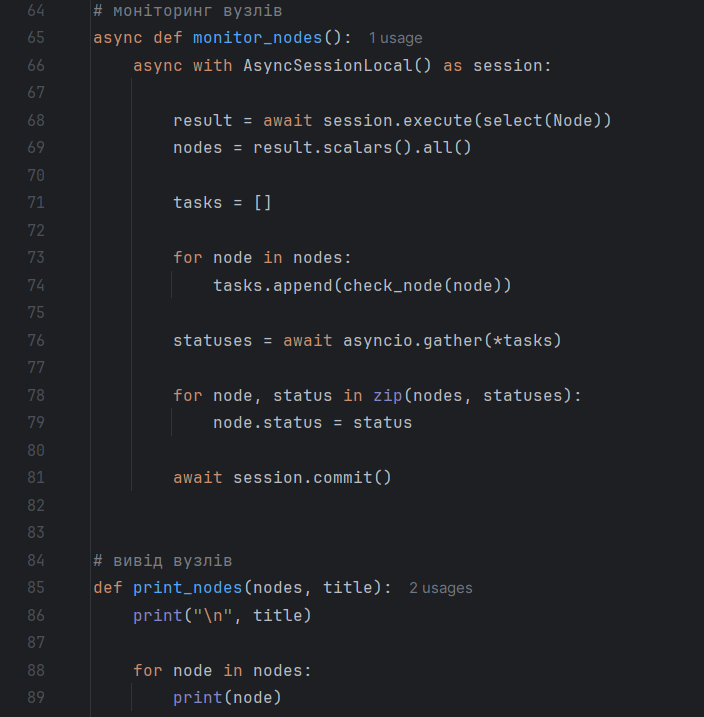 64 # моніторинг вузлів
65 async def monitor_nodes(): 1 usage
66     async with AsyncSessionLocal() as session:
67
68         result = await session.execute(select(Node))
69         nodes = result.scalars().all()
70
71         tasks = []
72
73         for node in nodes:
74             tasks.append(check_node(node))
75
76         statuses = await asyncio.gather(*tasks)
77
78         for node, status in zip(nodes, statuses):
79             node.status = status
80
81         await session.commit()
82
83
84 # вивід вузлів
85 def print_nodes(nodes, title): 2 usages
86     print("\n", title)
87
88     for node in nodes:
89         print(node)